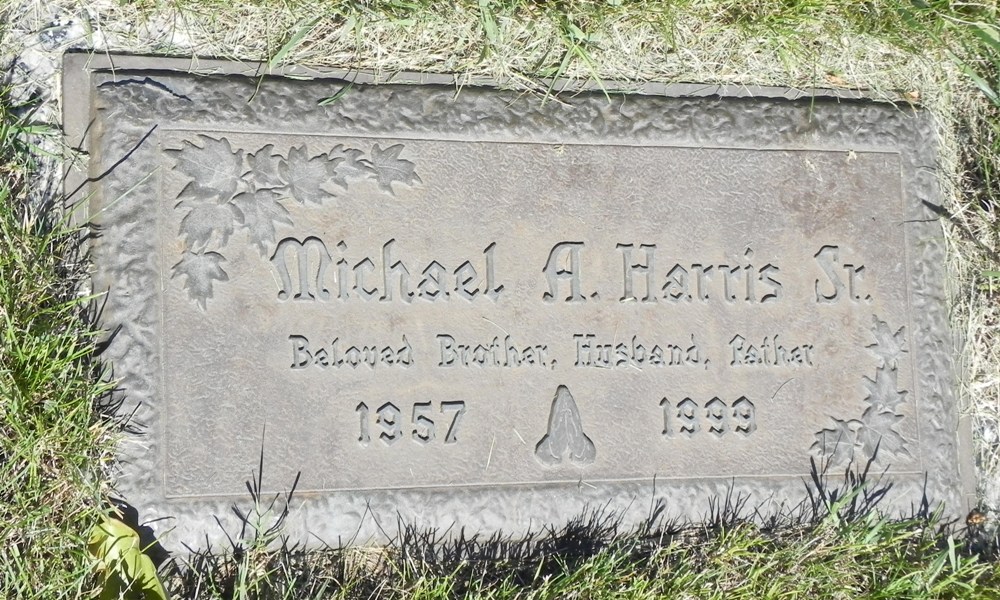 Michael A. Harris Sr.
Beloved Brother, Husband, Father
1957 1999